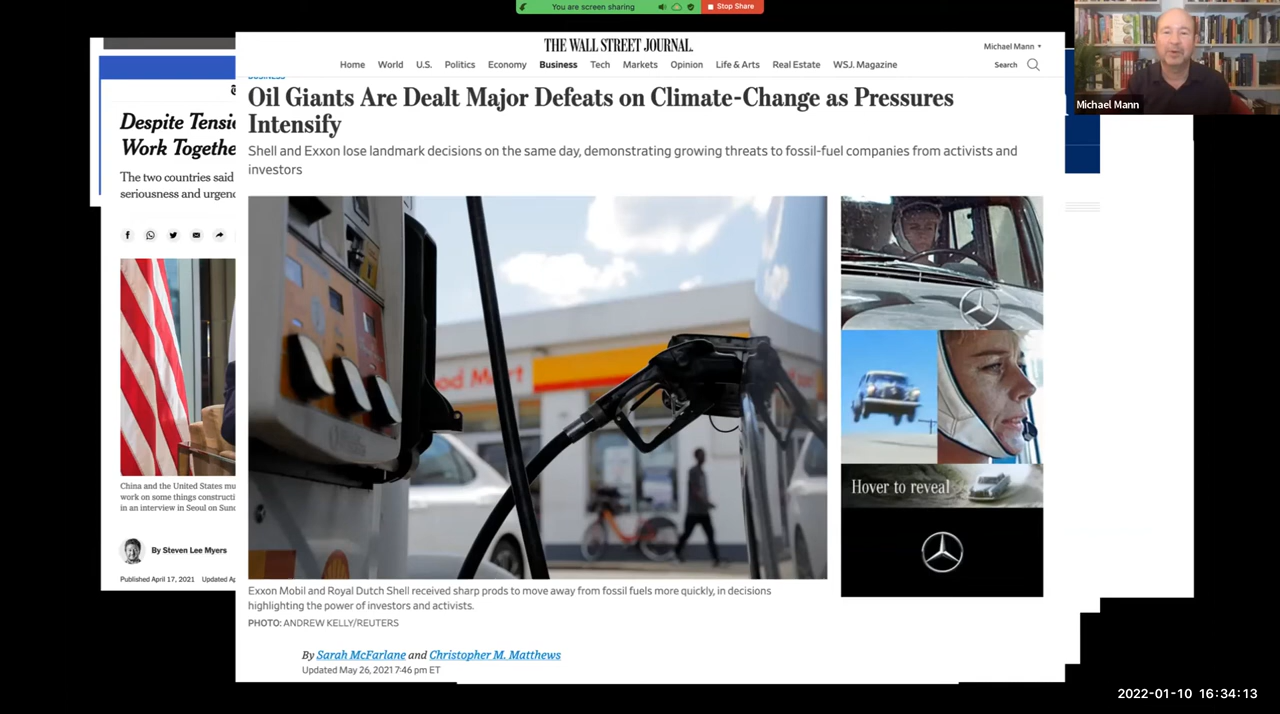 You are screen sharing
Stop Share
THE WALL STREET JOURNAL.
Michael Mann
Home World U.S. Politics Economy Business Tech Markets Opinion Life & Arts Real Estate WSJ. Magazine
Search
Michael Mann
Oil Giants Are Dealt Major Defeats on Climate-Change as Pressures
Intensify
Shell and Exxon lose landmark decisions on the same day, demonstrating growing threats to fossil-fuel companies from activists and
investors
Despite
Work
The two countries said
seriousness and
od Mart
Hover to reveal
China and the United States
work on some things
in an interview in Seoul on
By Steven Lee Myers
Published April 17, 2021 Updated
Exxon Mobil and Royal Dutch Shell received sharp prods to move away from fossil fuels more quickly, in decisions
highlighting the power of investors and activists.
PHOTO: ANDREW KELLY/REUTERS
By Sarah McFarlane and Christopher M. Matthews
Updated May 26, 2021 7:46 pm ET
2022-01-10 16:34:13